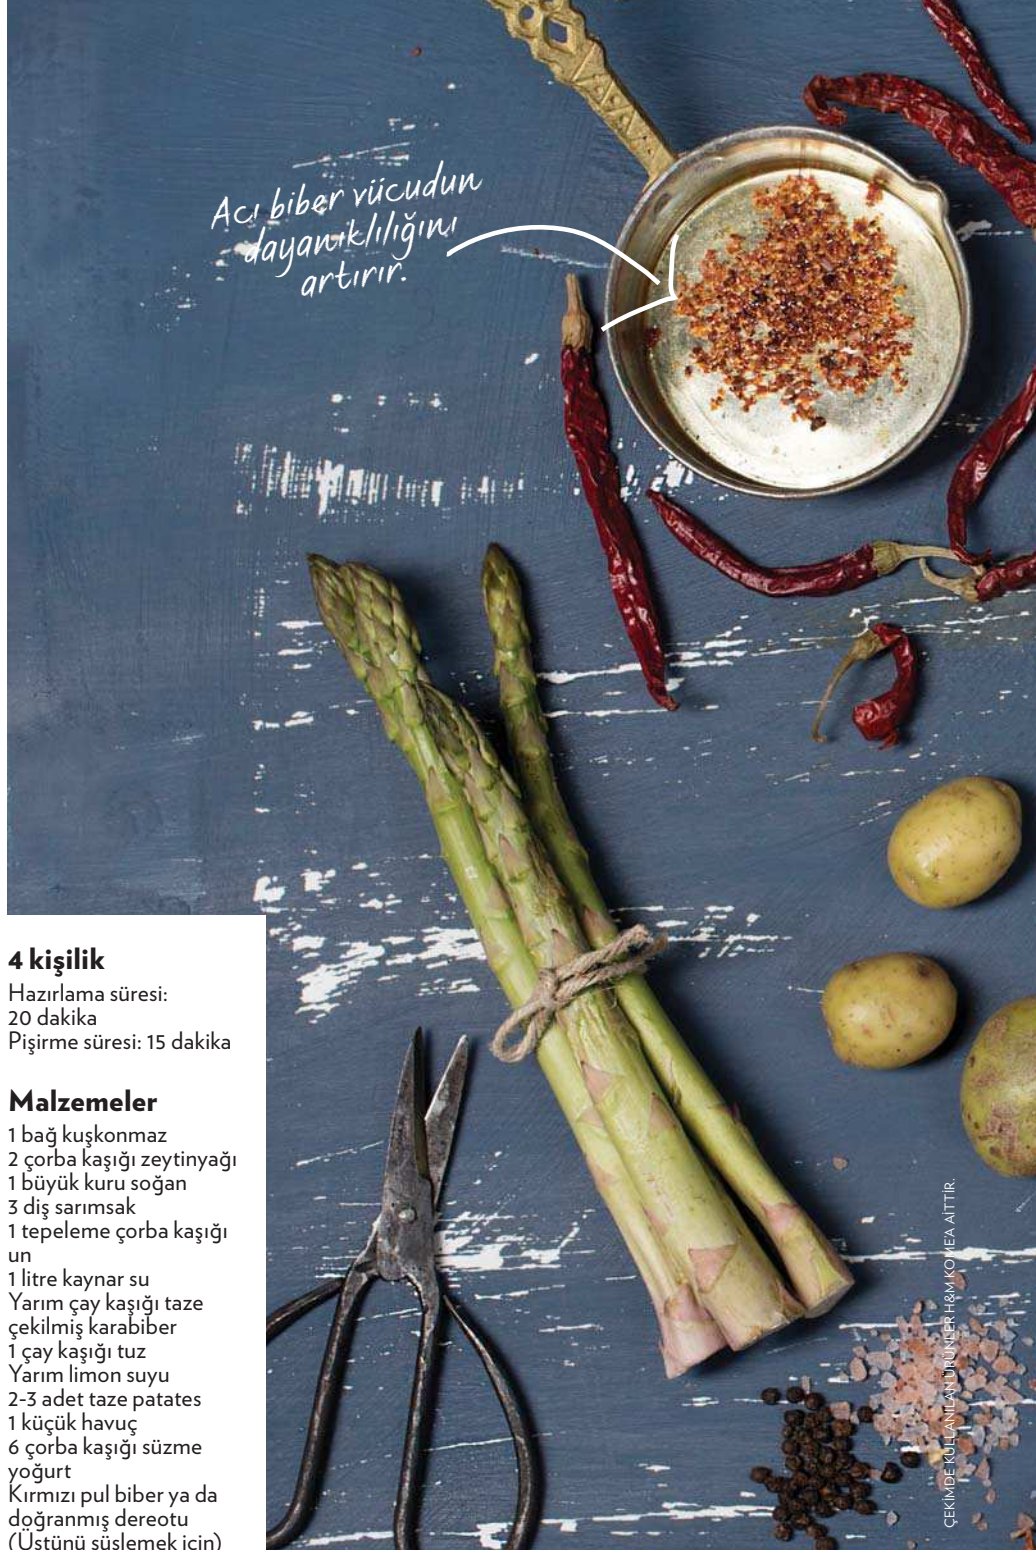 Acı biber vücudun
dayanıklılığını
artırır.
4 kişilik
Hazırlama süresi:
20 dakika
Pişirme süresi: 15 dakika
Malzemeler
1 bağ kuşkonmaz
2 çorba kaşığı zeytinyağı
1 büyük kuru soğan
3 diş sarımsak
1 tepeleme çorba kaşığı
un
1 litre kaynar su
Yarım çay kaşığı taze
çekilmiş karabiber
1 çay kaşığı tuz
Yarım limon suyu
2-3 adet taze patates
1 küçük havuç
6 çorba kaşığı süzme
yoğurt
Kırmızı pul biber ya da
doğranmış dereotu
(Üstünü süslemek için)
ÇEKİMDE KULLANILAN ÜRÜNLER H&M KOME'A AİTTİR.